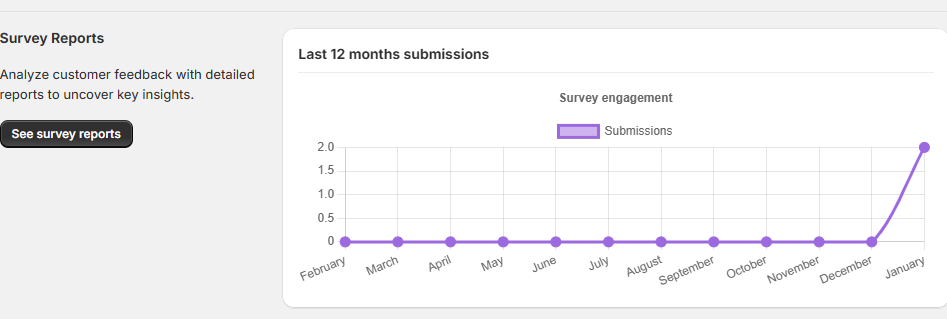 Survey Reports
Analyze customer feedback with detailed
reports to uncover key insights.
See survey reports
Last 12 months submissions
Survey engagement
Submissions
2.0
1.5
1.0
0.5
0
February
March
April
May
June
July
August
September
October
November
December
January